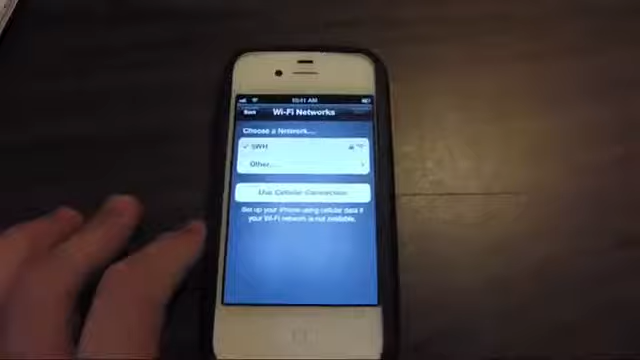 10:41 AM
Back
Wi-Fi Networks
Choose a Network...
SWH
Other...
Use Cellular Connection
Set up your iPhone using cellular data if
your Wi-Fi network is not available.